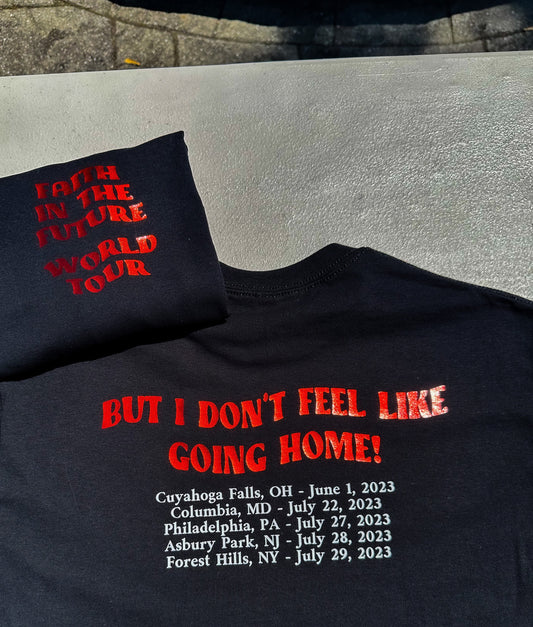 FAITH
IN THE
FUTURE
WORLD
TOUR
BUT I DON'T FEEL LIKE
GOING HOME!
Cuyahoga Falls, OH - June 1, 2023
Columbia, MD - July 22, 2023
Philadelphia, PA - July 27, 2023
Asbury Park, NJ - July 28, 2023
Forest Hills, NY - July 29, 2023